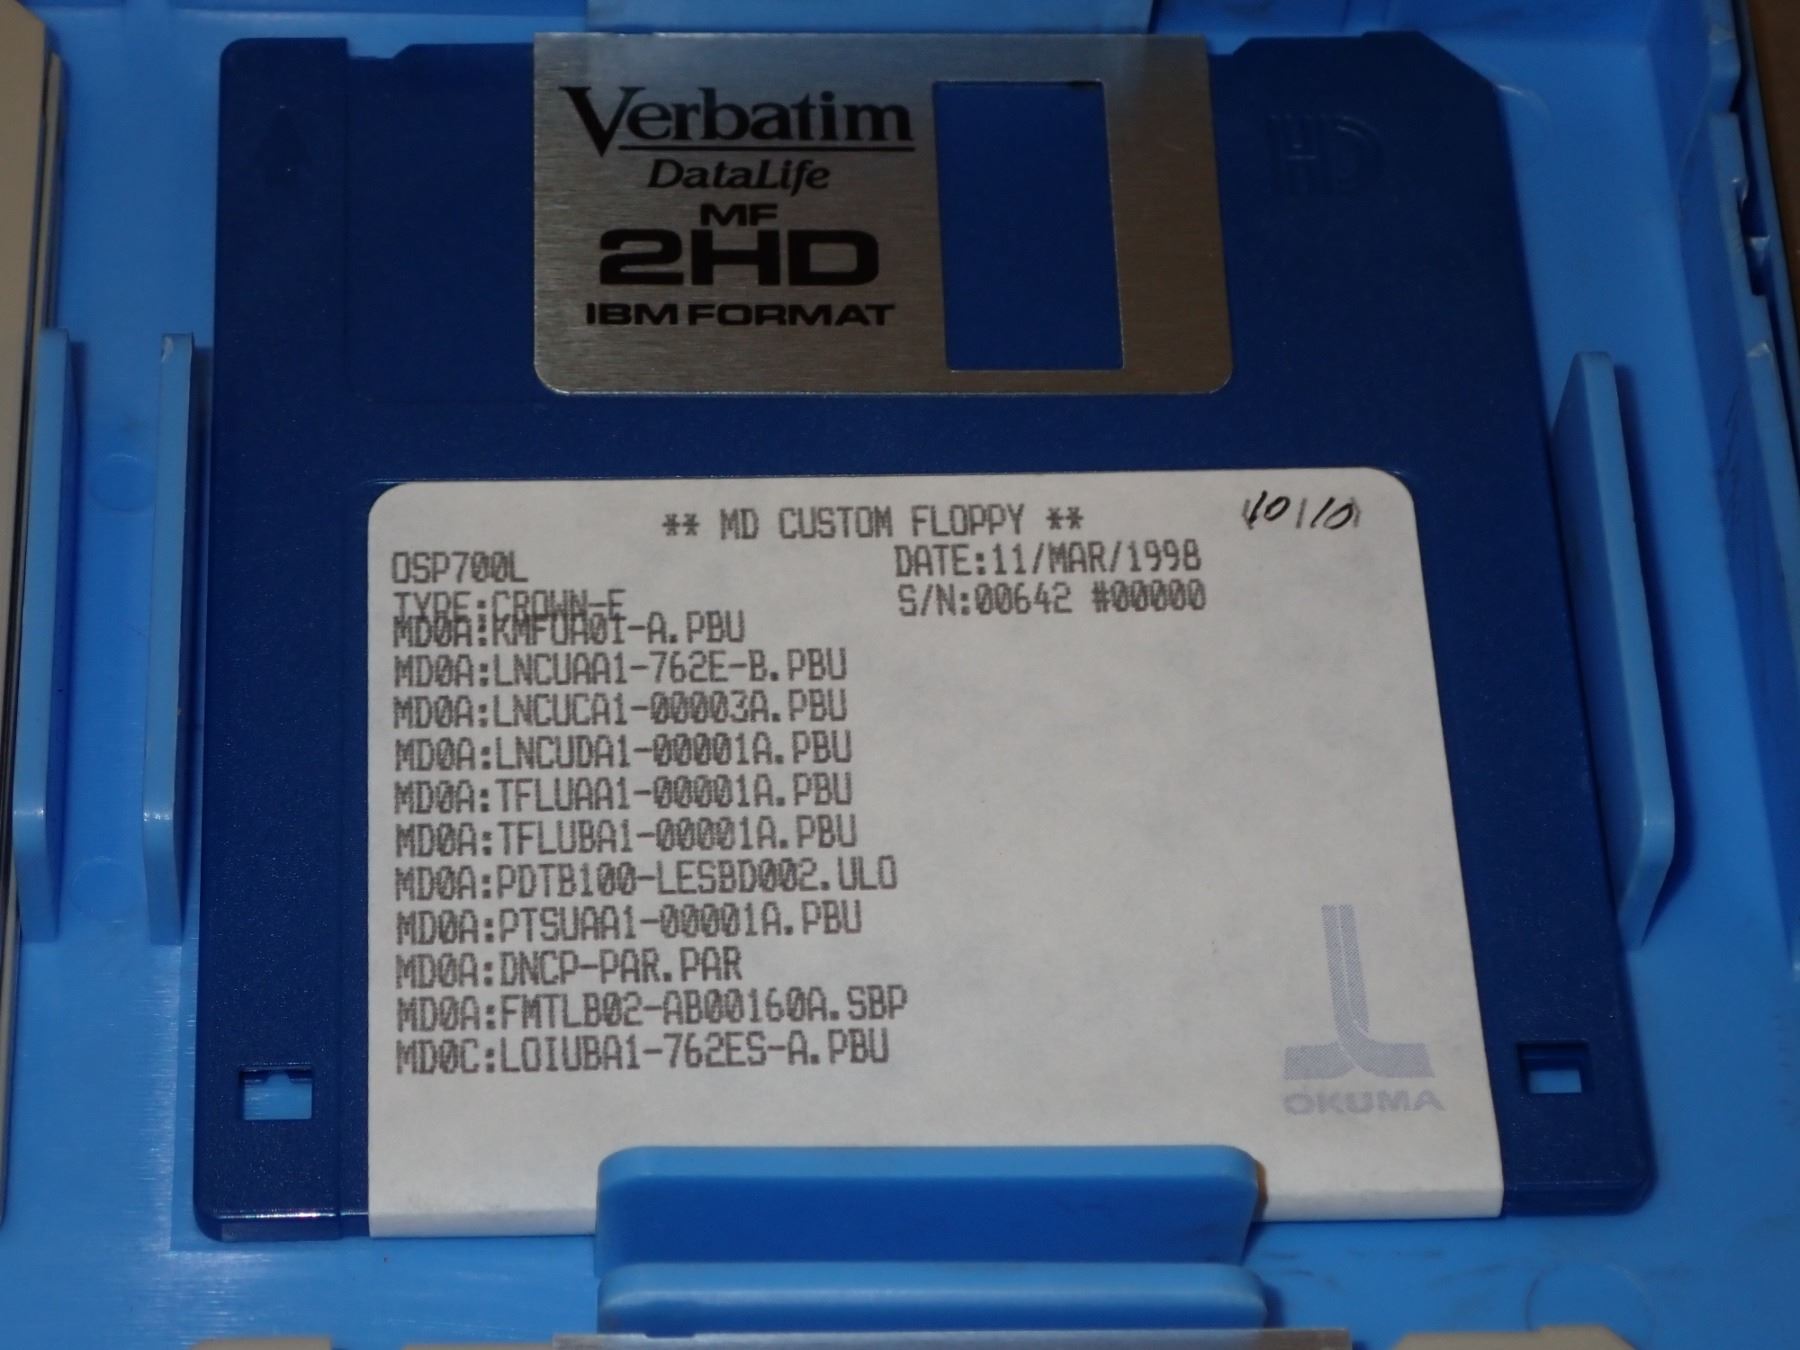 Verbatim
DataLife
MF
2HD
IBM FORMAT
HD
** MD CUSTOM FLOPPY **
10/10
OSP700L
DATE:11/MAR/1998
TYPE:CROWN-E
S/N:00642 #00000
MD0A:KMFUA01-A.PBU
MD0A:LNCUAA1-762E-B.PBU
MD0A:LNCUCA1-00003A.PBU
MD0A:LNCUDA1-00001A.PBU
MD0A:TFLUAA1-00001A.PBU
MD0A:TFLUBA1-00001A.PBU
MD0A:PDTB100-LESBD002.ULO
MD0A:PTSUAA1-00001A.PBU
MD0A:DNCP-PAR.PAR
MD0A:FMTLB02-AB00160A.SBP
MD0C:LOIUBA1-762ES-A.PBU
OKUMA